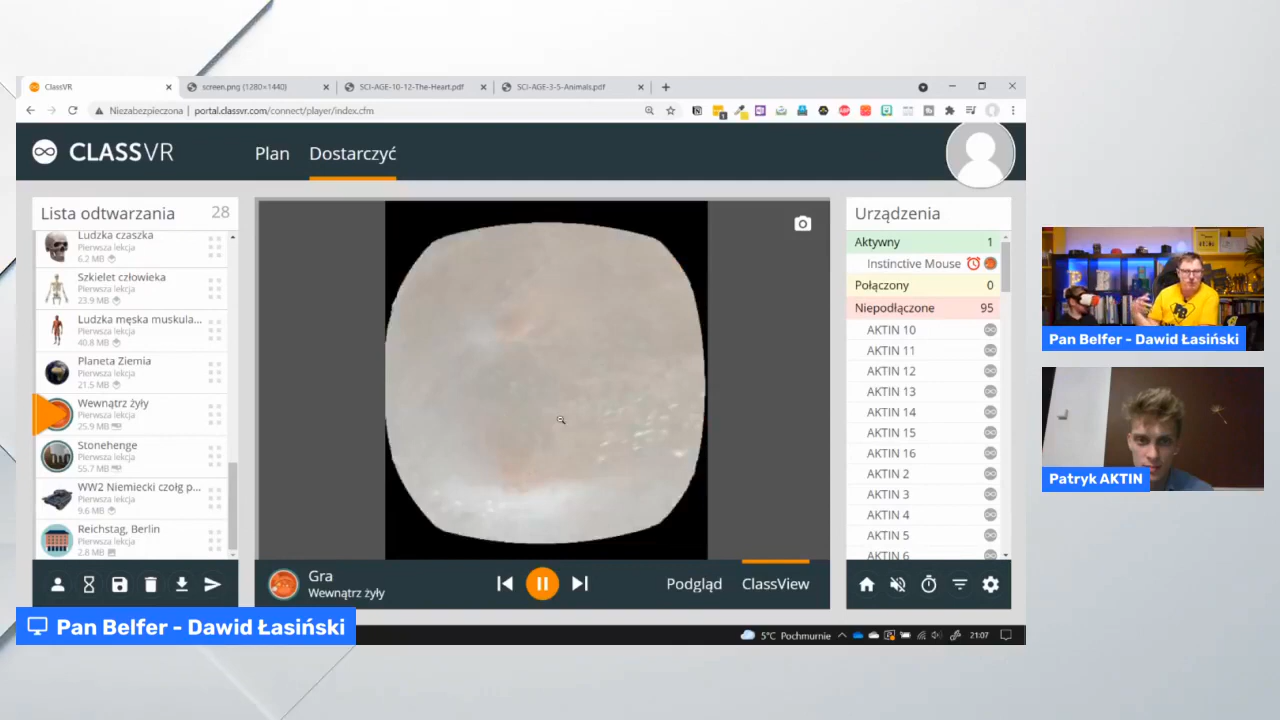 ClassVR
screen.png (1280×1440)
SCI-AGE-10-12-The-Heart.pdf
SCI-AGE-3-5-Animals.pdf
Niezabezpieczona
portal.classvr.com/connect/player/index.cfm
CLASSVR
Plan
Dostarczyć
Lista odtwarzania 28
Ludzka czaszka
Pierwsza lekcja
6.2 MB
Szkielet człowieka
Pierwsza lekcja
23.9 MB
Ludzka męska muskula...
Pierwsza lekcja
40.8 MB
Planeta Ziemia
Pierwsza lekcja
21.5 MB
Wewnątrz żyły
Pierwsza lekcja
25.9 MB
Stonehenge
Pierwsza lekcja
55.7 MB
WW2 Niemiecki czołg p...
Pierwsza lekcja
9.6 MB
Reichstag, Berlin
Pierwsza lekcja
2.8 MB
Gra
Wewnątrz żyły
Podgląd
ClassView
Urządzenia
Aktywny 1
Instinctive Mouse
Połączony 0
Niepodłączone 95
AKTIN 10
AKTIN 11
AKTIN 12
AKTIN 13
AKTIN 14
AKTIN 15
AKTIN 16
AKTIN 2
AKTIN 3
AKTIN 4
AKTIN 5
AKTIN 6
5°C Pochmurnie
21:07
Pan Belfer - Dawid Łasiński
Pan Belfer - Dawid Łasiński
Patryk AKTIN